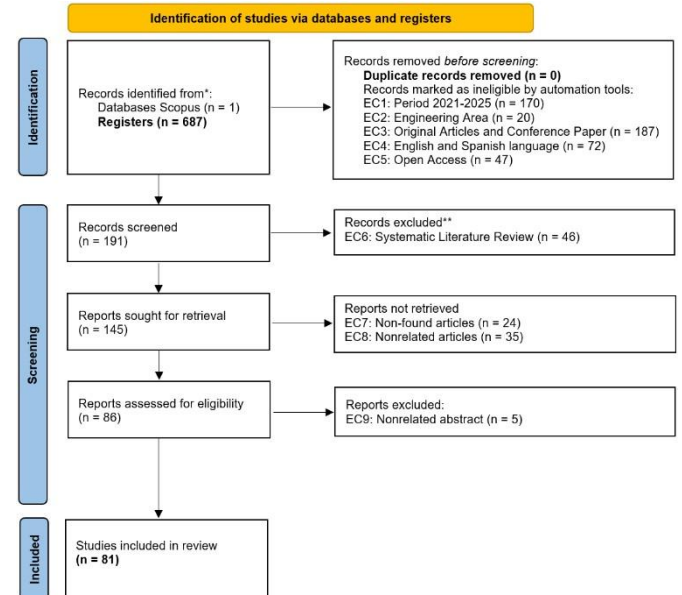 Identification of studies via databases and registers
Identification
Records identified from*:
Databases Scopus (n = 1)
Registers (n = 687)
Records removed before screening:
Duplicate records removed (n = 0)
Records marked as ineligible by automation tools:
EC1: Period 2021-2025 (n = 170)
EC2: Engineering Area (n = 20)
EC3: Original Articles and Conference Paper (n = 187)
EC4: English and Spanish language (n = 72)
EC5: Open Access (n = 47)
Screening
Records screened
(n = 191)
Records excluded**
EC6: Systematic Literature Review (n = 46)
Reports sought for retrieval
(n = 145)
Reports not retrieved
EC7: Non-found articles (n = 24)
EC8: Nonrelated articles (n = 35)
Reports assessed for eligibility
(n = 86)
Reports excluded:
EC9: Nonrelated abstract (n = 5)
Included
Studies included in review
(n = 81)